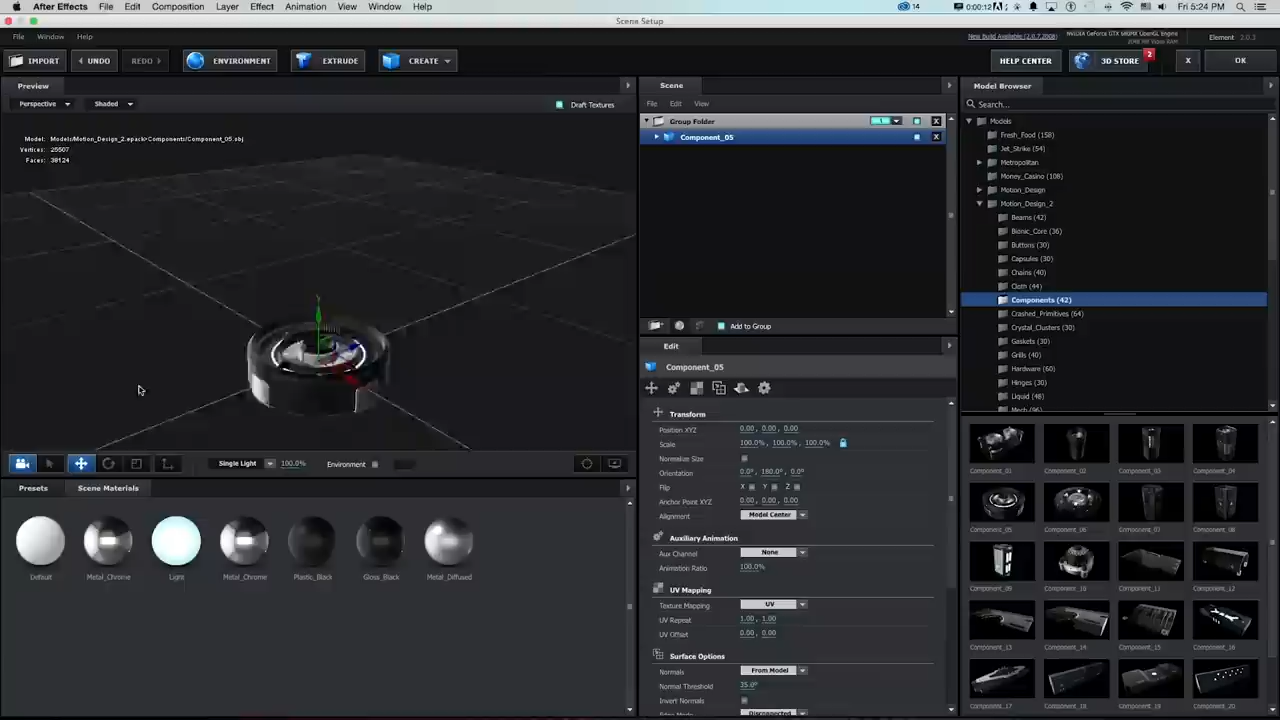 After Effects File Edit Composition Layer Effect Animation View Window Help 14 0:00:12 Fri 5:24 PM
Scene Setup
File Window Help New Build Available (2.0.7.2008) NVIDIA GeForce GTX 680MX OpenGL Engine Element 2.0.3
IMPORT UNDO REDO ENVIRONMENT EXTRUDE CREATE HELP CENTER 3D STORE 2 X OK
Preview Scene Model Browser
Perspective Shaded Draft Textures File Edit View Search...
Group Folder 1 X Models
Component_05 X Fresh_Food (158)
Model: Models/Motion_Design_2.epack>Components/Component_05.obj
Vertices: 25507
Faces: 38124
Jet_Strike (54)
Metropolitan
Money_Casino (108)
Motion_Design
Motion_Design_2
Beams (42)
Bionic_Core (36)
Buttons (30)
Capsules (30)
Chains (40)
Cloth (44)
Components (42)
Crashed_Primitives (64)
Crystal_Clusters (30)
Gaskets (30)
Grills (40)
Hardware (60)
Hinges (30)
Liquid (48)
Mech (96)
Y
Add to Group
Edit
Component_05
Transform
Position XYZ 0.00, 0.00, 0.00
Scale 100.0%, 100.0%, 100.0%
Normalize Size
Orientation 0.0°, 180.0°, 0.0°
Flip X Y Z
Anchor Point XYZ 0.00, 0.00, 0.00
Alignment Model Center
Auxiliary Animation
Aux Channel None
Animation Ratio 100.0%
UV Mapping
Texture Mapping UV
UV Repeat 1.00, 1.00
UV Offset 0.00, 0.00
Surface Options
Normals From Model
Normal Threshold 35.0°
Invert Normals
Edge Mode Disconnected
Single Light 100.0% Environment
Presets Scene Materials
Default Metal_Chrome Light Metal_Chrome Plastic_Black Gloss_Black Metal_Diffused
Component_01 Component_02 Component_03 Component_04
Component_05 Component_06 Component_07 Component_08
Component_09 Component_10 Component_11 Component_12
Component_13 Component_14 Component_15 Component_16
Component_17 Component_18 Component_19 Component_20